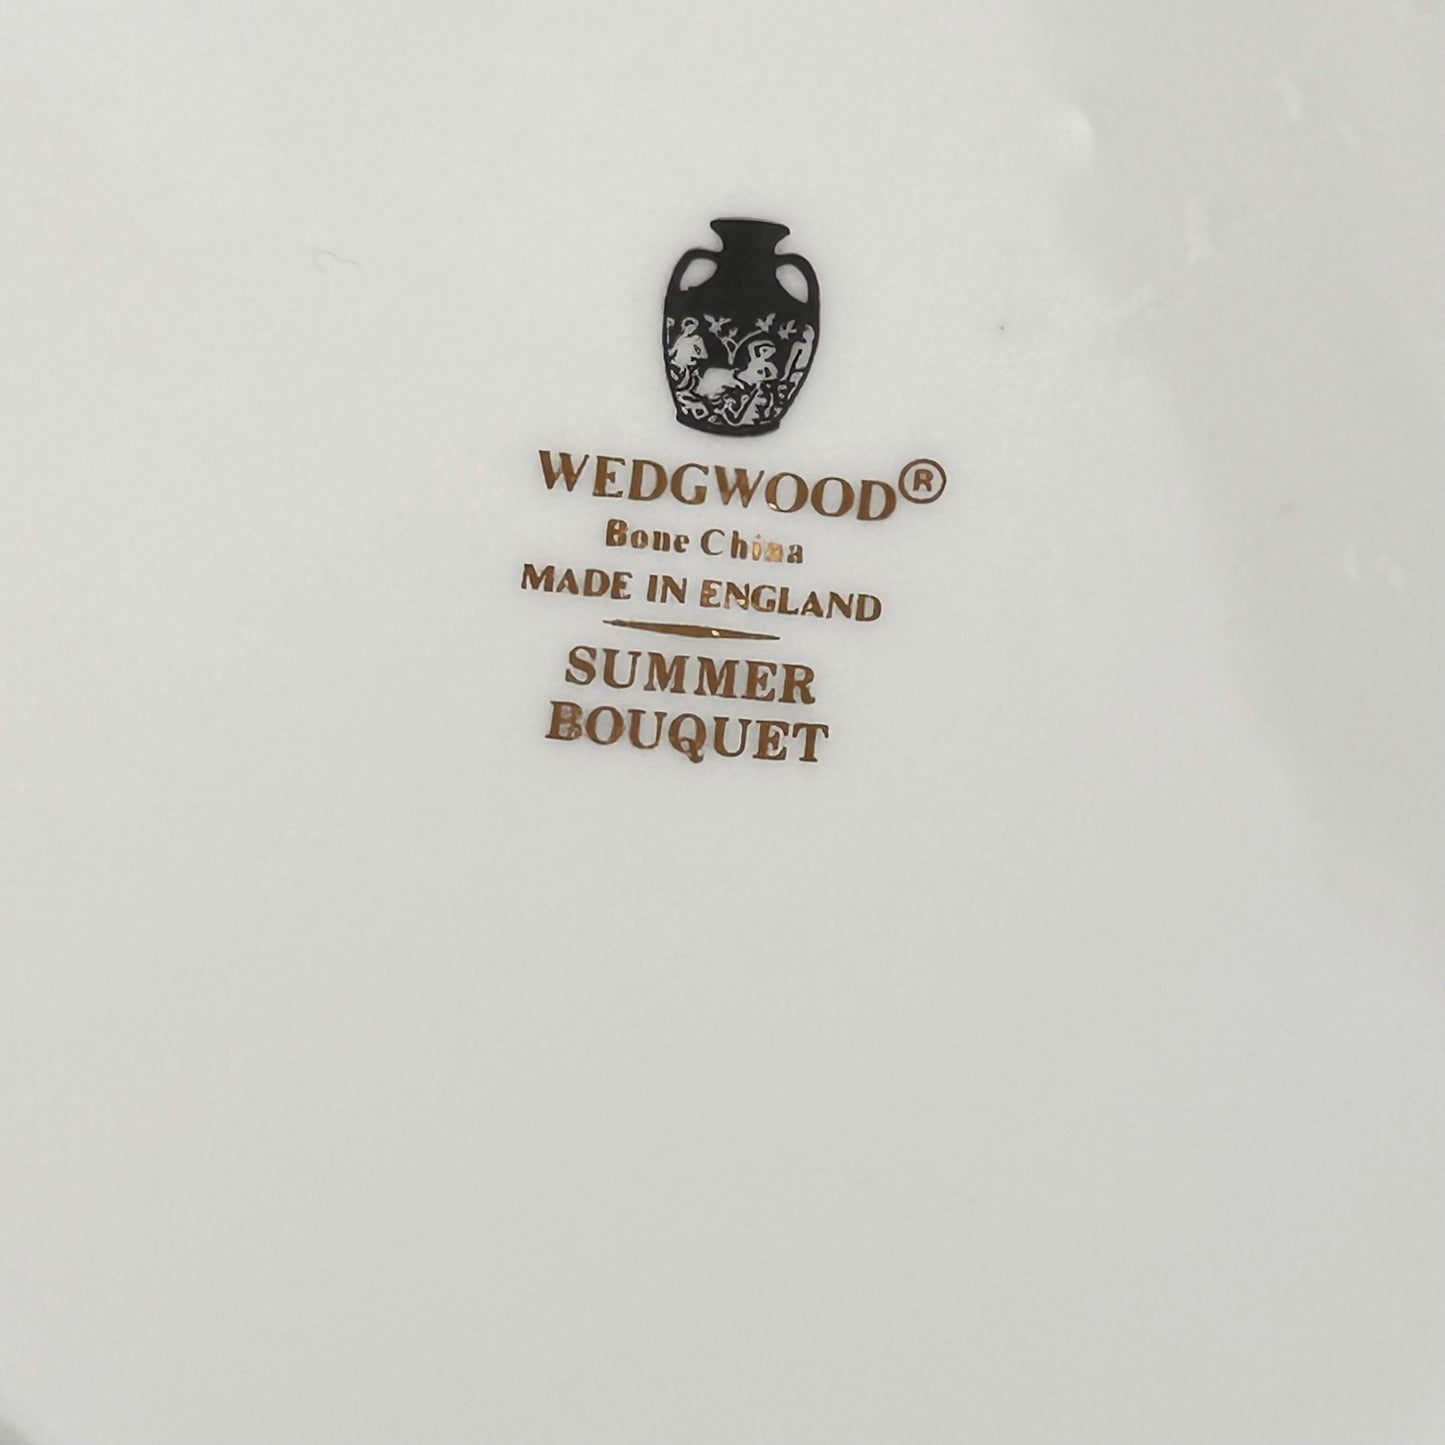 WEDGWOOD®
Bone China
MADE IN ENGLAND
SUMMER
BOUQUET